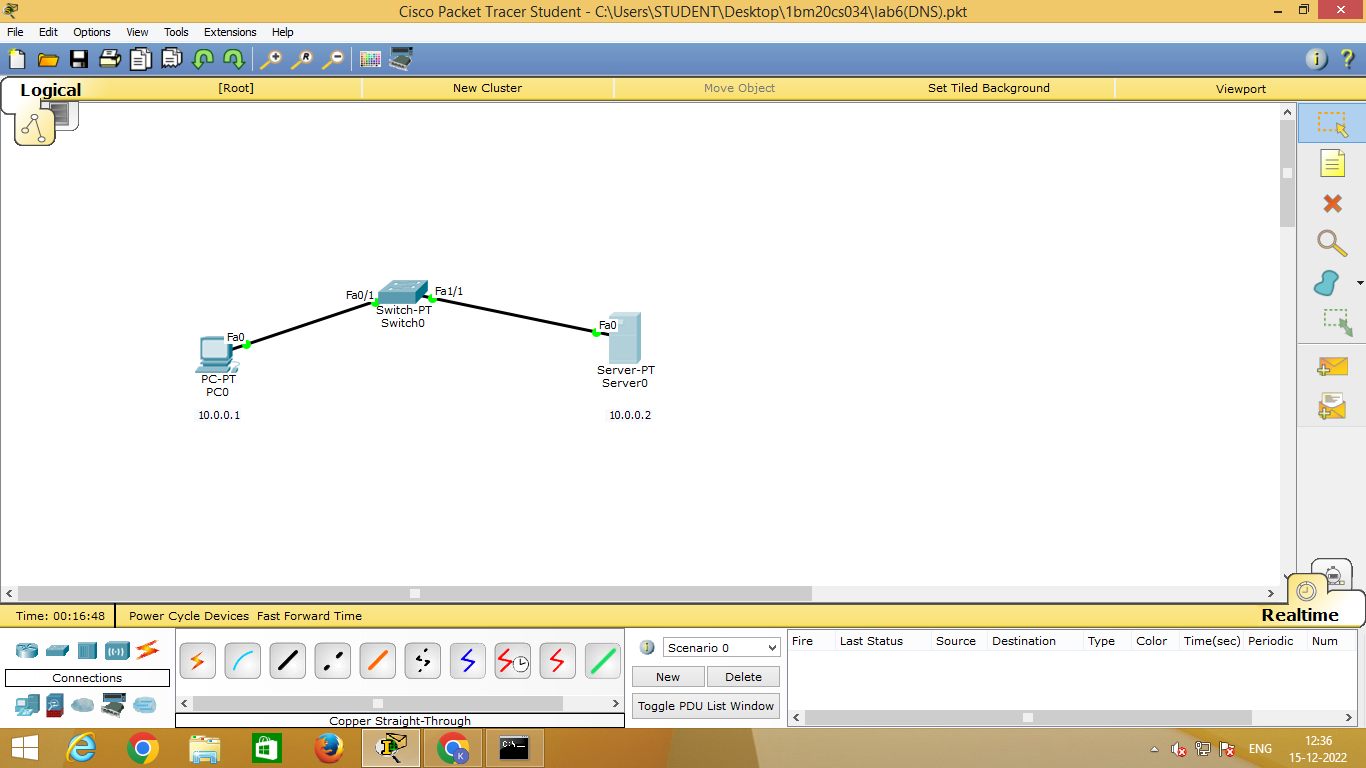 Cisco Packet Tracer Student - C:\Users\STUDENT\Desktop\1bm20cs034\lab6(DNS).pkt
File Edit Options View Tools Extensions Help
Logical [Root] New Cluster Move Object Set Tiled Background Viewport
Fa0/1 Fa1/1
Switch-PT
Switch0
Fa0 Fa0
PC-PT Server-PT
PC0 Server0
10.0.0.1 10.0.0.2
Time: 00:16:48 Power Cycle Devices Fast Forward Time Realtime
Scenario 0 Fire Last Status Source Destination Type Color Time(sec) Periodic Num
Connections New Delete
Toggle PDU List Window
Copper Straight-Through
ENG 12:36
15-12-2022